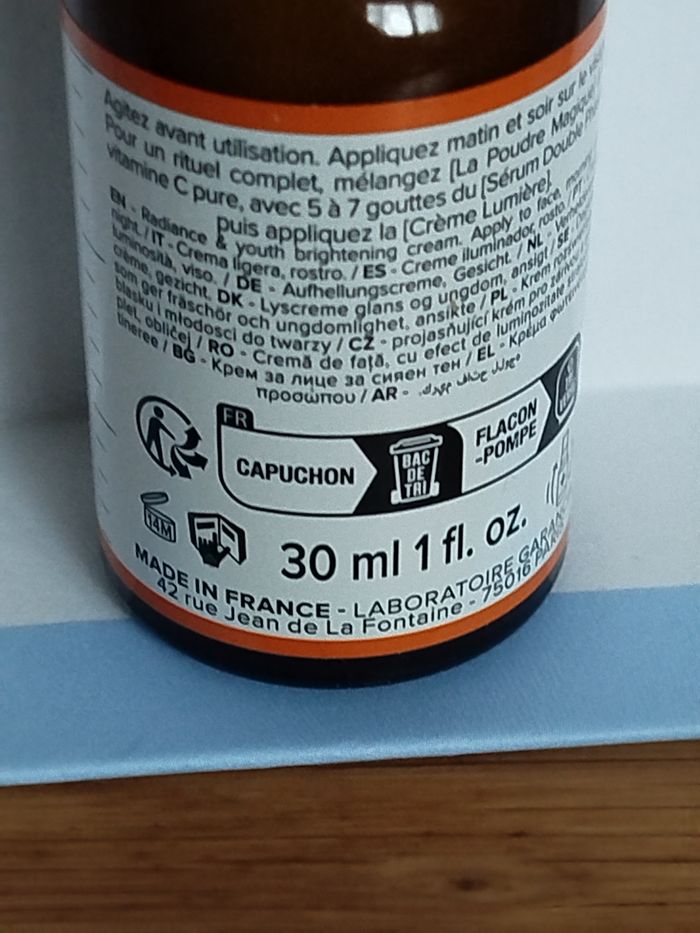 Agitez avant utilisation. Appliquez matin et soir sur le
Pour un rituel complet, mélangez [La Poudre Magique
vitamine C pure, avec 5 à 7 gouttes du [Sérum Double
puis appliquez la [Crème Lumière].
EN - Radiance & youth brightening cream. Apply to face,
night. / IT - Crema ligera, rostro. / ES - Creme iluminador, rosto. /
luminosità, viso. / DE - Aufhellungscreme, Gesicht. / NL -
crème, gezicht. DK - Lyscreme glans og ungdom, ansigt / SE
som ger fräschör och ungdomlighet, ansikte / PL - Krem
blasku i młodości do twarzy / CZ - projasňující krém pro
pleť, obličej / RO - Cremă de față, cu efect de luminozitate
tineree / BG - Крем за лице за сияен тен / EL - Κρέμα
προσώπου / AR -
FR
CAPUCHON
BAC
DE
TRI
FLACON
-POMPE
14M
30 ml 1 fl. oz.
MADE IN FRANCE - LABORATOIRE
42 rue Jean de La Fontaine - 75016